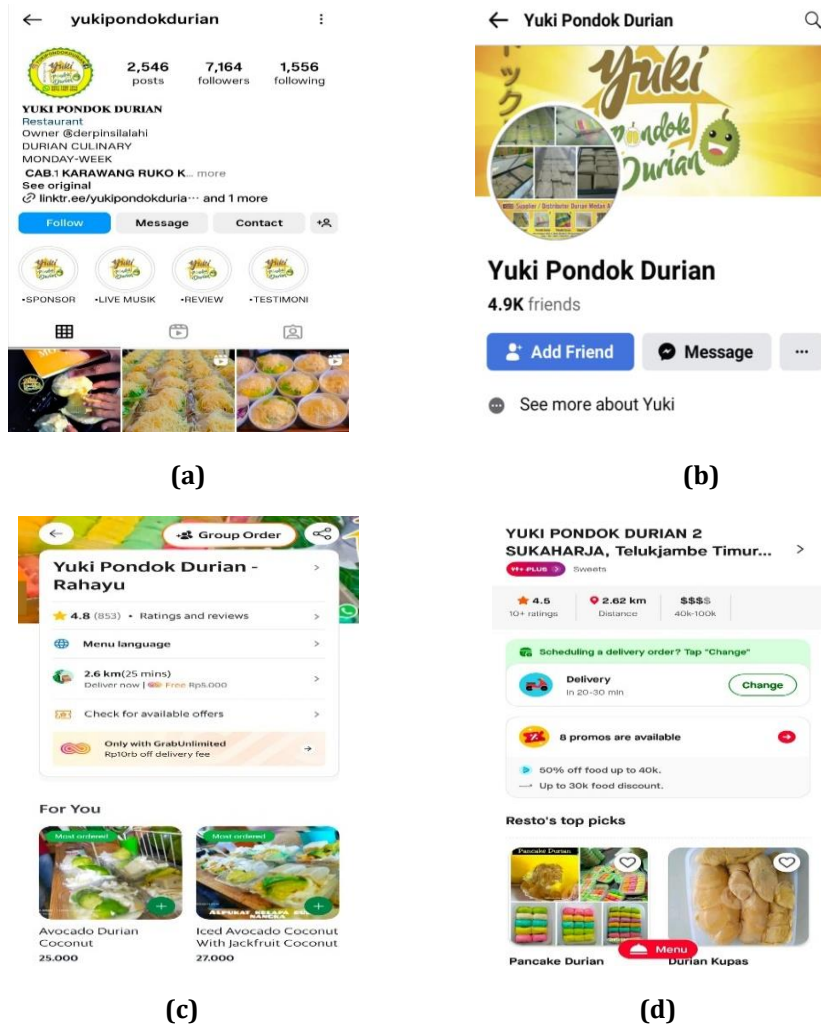 yukipondokdurian
2,546 7,164 1,556
posts followers following
YUKI PONDOK DURIAN
Restaurant
Owner @derpinsilalahi
DURIAN CULINARY
MONDAY-WEEK
CAB.1 KARAWANG RUKO K... more
See original
linktr.ee/yukipondokduria... and 1 more
Follow Message Contact
•SPONSOR •LIVE MUSIK •REVIEW •TESTIMONI
(a)
Yuki Pondok Durian
トック
Yuki
Pondok
Durian
Supplier / Distributor Durian Medan
Yuki Pondok Durian
4.9K friends
Add Friend Message ...
See more about Yuki
(b)
Group Order
Yuki Pondok Durian -
Rahayu
4.8 (853) • Ratings and reviews
Menu language
2.6 km(25 mins)
Deliver now | Free Rp5.000
Check for available offers
Only with GrabUnlimited
Rp10rb off delivery fee
For You
Most ordered Most ordered
Avocado Durian
Coconut
25.000
Iced Avocado Coconut
With Jackfruit Coconut
27.000
(c)
YUKI PONDOK DURIAN 2
SUKAHARJA, Telukjambe Timur...
PLUS Sweets
4.5 2.62 km $$$$
10+ ratings Distance 40k-100k
Scheduling a delivery order? Tap "Change"
Delivery
In 20-30 min
Change
8 promos are available
50% off food up to 40k.
Up to 30k food discount.
Resto's top picks
Pancake Durian
Menu
Pancake Durian Durian Kupas
(d)